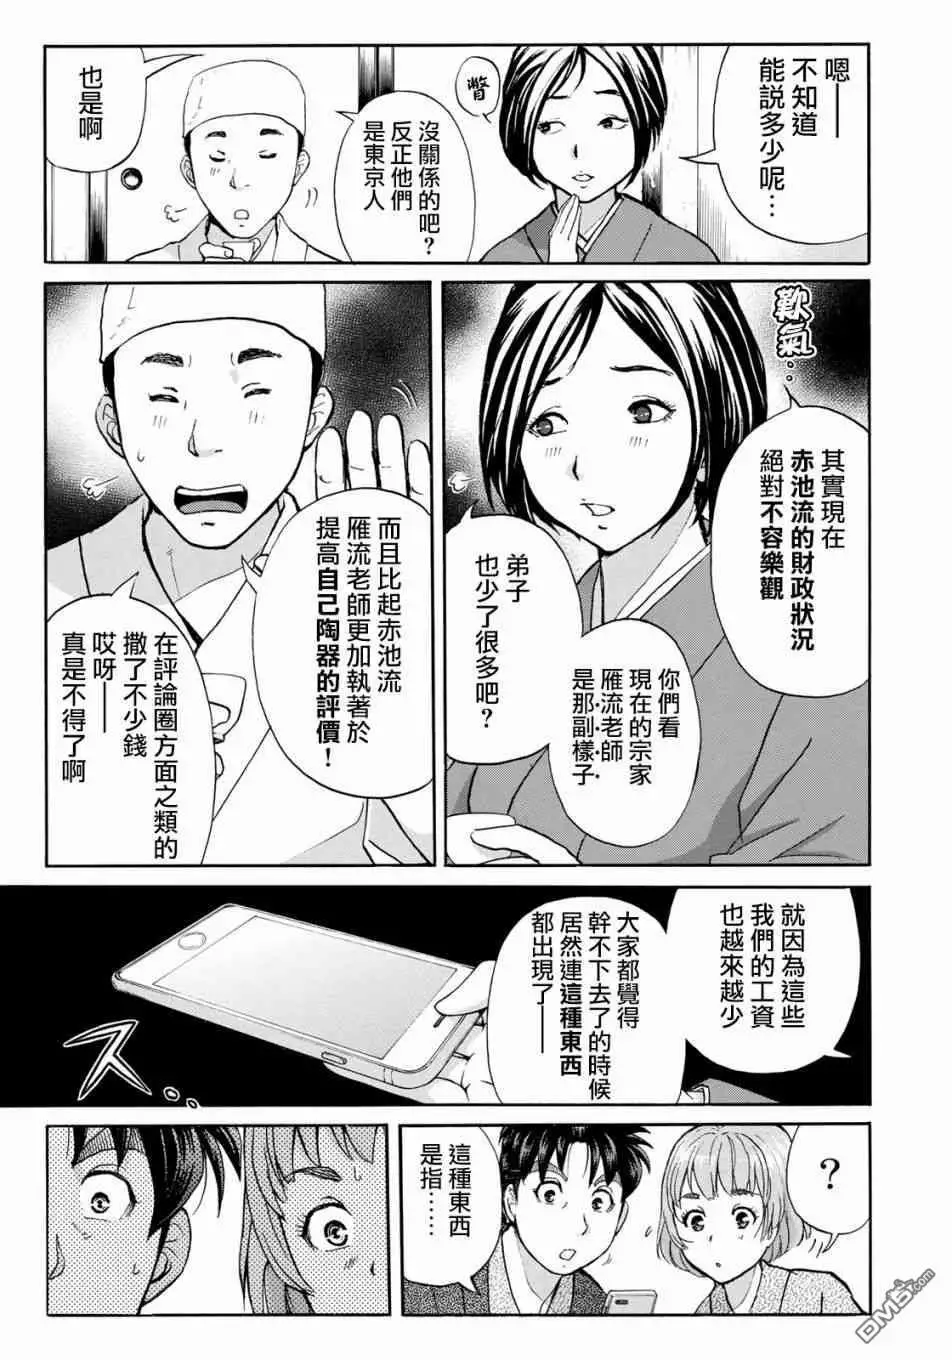 嗯——
不知道
能説多少呢…
瞥
沒關係的吧？
反正他們
是東京人
也是啊
歎氣…
其實現在
赤池流的財政狀況
絕對不容樂觀
你們看
現在的宗家
雁流老師
是那副樣子
弟子
也少了很多吧？
而且比起赤池流
雁流老師更加執著於
提高自己陶器的評價！
在評論圈方面之類的
撒了不少錢
哎呀——
真是不得了啊
就因為這些
我們的工資
也越來越少
大家都覺得
幹不下去了的時候
居然連這種東西
都出現了——
ス…
？
這種東西
是指……
DM5.com